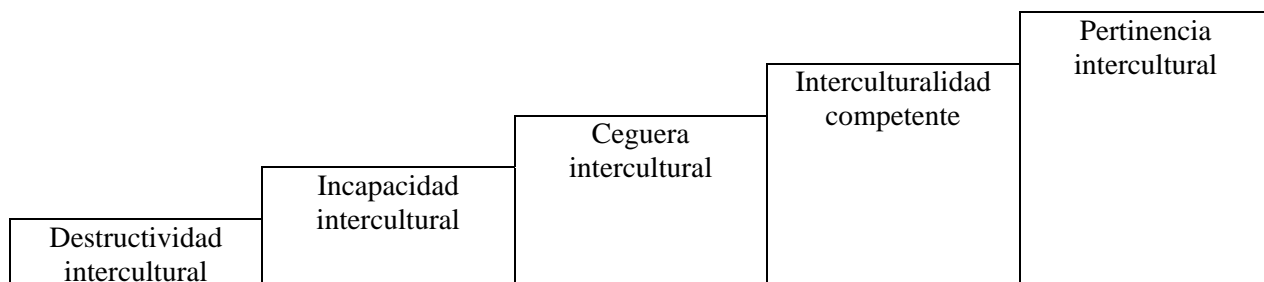 Pertinencia
intercultural
Interculturalidad
competente
Ceguera
intercultural
Incapacidad
intercultural
Destructividad
intercultural